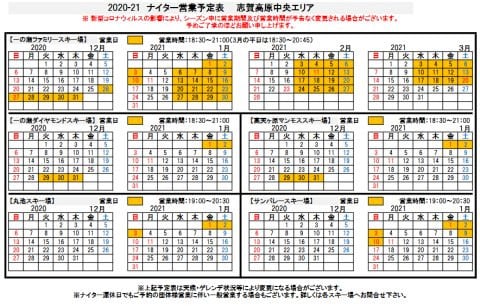 2020-21 ナイター営業予定表 志賀高原中央エリア
※ 新型コロナウィルスの影響により、シーズン中に営業期間及び営業時間が予告なく変更される場合がございます。
予めご了承のほどお願い申し上げます。
【一の瀬ファミリースキー場】 営業日 営業時間:18:30~21:00(3月の平日は18:30~20:45)
2020 12月 2021 1月 2021 2月 2021 3月
日 月 火 水 木 金 土 日 月 火 水 木 金 土 日 月 火 水 木 金 土 日 月 火 水 木 金 土
1 2 3 4 5 1 2 1 2 3 4 5 6 1 2 3 4 5 6
6 7 8 9 10 11 12 3 4 5 6 7 8 9 7 8 9 10 11 12 13 7 8 9 10 11 12 13
13 14 15 16 17 18 19 10 11 12 13 14 15 16 14 15 16 17 18 19 20 14 15 16 17 18 19 20
20 21 22 23 24 25 26 17 18 19 20 21 22 23 21 22 23 24 25 26 27 21 22 23 24 25 26 27
27 28 29 30 31 24 25 26 27 28 29 30 28 28 29 30 31
31
【一の瀬ダイヤモンドスキー場】 営業日 営業時間:18:30~21:00 【高天ヶ原マンモススキー場】 営業日 営業時間:18:30~21:00
2020 12月 2021 1月 2020 12月 2021 1月
日 月 火 水 木 金 土 日 月 火 水 木 金 土 日 月 火 水 木 金 土 日 月 火 水 木 金 土
1 2 3 4 5 1 2 1 2 3 4 5 1 2
6 7 8 9 10 11 12 3 4 5 6 7 8 9 6 7 8 9 10 11 12 3 4 5 6 7 8 9
13 14 15 16 17 18 19 10 11 12 13 14 15 16 13 14 15 16 17 18 19 10 11 12 13 14 15 16
20 21 22 23 24 25 26 17 18 19 20 21 22 23 20 21 22 23 24 25 26 17 18 19 20 21 22 23
27 28 29 30 31 24 25 26 27 28 29 30 27 28 29 30 31 24 25 26 27 28 29 30
31 31
【丸池スキー場】 営業日 営業時間:19:00~20:30 【サンバレースキー場】 営業日 営業時間:19:00~20:30
2020 12月 2021 1月 2020 12月 2021 1月
日 月 火 水 木 金 土 日 月 火 水 木 金 土 日 月 火 水 木 金 土 日 月 火 水 木 金 土
1 2 3 4 5 1 2 1 2 3 4 5 1 2
6 7 8 9 10 11 12 3 4 5 6 7 8 9 6 7 8 9 10 11 12 3 4 5 6 7 8 9
13 14 15 16 17 18 19 10 11 12 13 14 15 16 13 14 15 16 17 18 19 10 11 12 13 14 15 16
20 21 22 23 24 25 26 17 18 19 20 21 22 23 20 21 22 23 24 25 26 17 18 19 20 21 22 23
27 28 29 30 31 24 25 26 27 28 29 30 27 28 29 30 31 24 25 26 27 28 29 30
31 31
※上記予定表は天候・ゲレンデ状況等により変更になる場合がございます。
※ナイター運休日でもご予約の団体様営業に伴い一般営業する場合もございます。詳しくは各スキー場へお問合せ下さい。